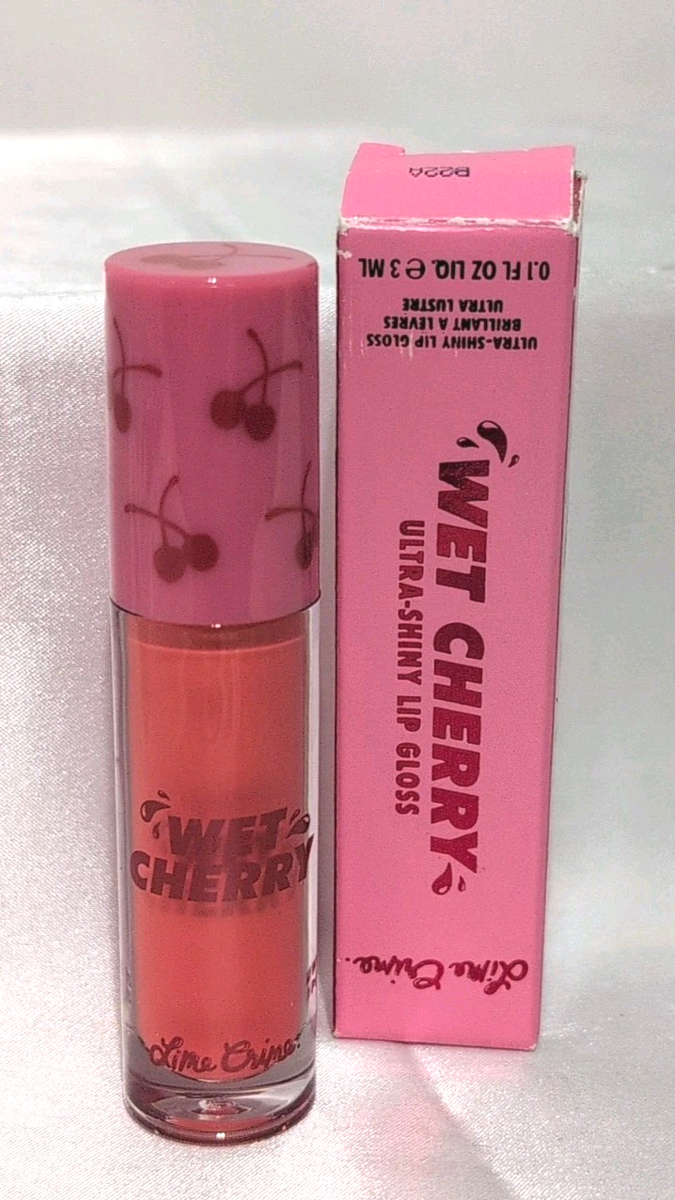 WET
CHERRY
Lime Crime.
B22A
0.1 FL OZ LIQ. ℮ 3 ML
ULTRA-SHINY LIP GLOSS
BRILLANT A LEVRES
ULTRA LUSTRE
WET CHERRY
ULTRA-SHINY LIP GLOSS
Lime Crime.